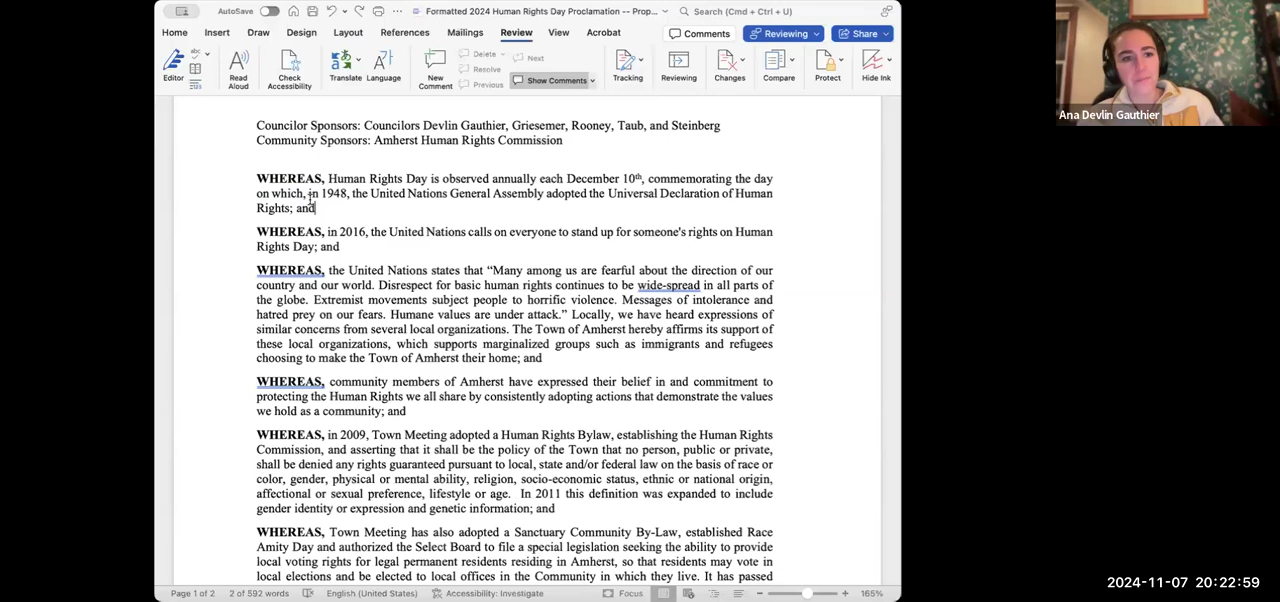 AutoSave
Formatted 2024 Human Rights Day Proclamation -- Prop...
Search (Cmd + Ctrl + U)
Home Insert Draw Design Layout References Mailings Review View Acrobat Comments Reviewing Share
Editor Read Aloud Check Accessibility Translate Language New Comment Delete Resolve Previous Next Show Comments Tracking Reviewing Changes Compare Protect Hide Ink
Councilor Sponsors: Councilors Devlin Gauthier, Griesemer, Rooney, Taub, and Steinberg
Community Sponsors: Amherst Human Rights Commission
WHEREAS, Human Rights Day is observed annually each December 10th, commemorating the day
on which, in 1948, the United Nations General Assembly adopted the Universal Declaration of Human
Rights; and
WHEREAS, in 2016, the United Nations calls on everyone to stand up for someone's rights on Human
Rights Day; and
WHEREAS, the United Nations states that “Many among us are fearful about the direction of our
country and our world. Disrespect for basic human rights continues to be wide-spread in all parts of
the globe. Extremist movements subject people to horrific violence. Messages of intolerance and
hatred prey on our fears. Humane values are under attack.” Locally, we have heard expressions of
similar concerns from several local organizations. The Town of Amherst hereby affirms its support of
these local organizations, which supports marginalized groups such as immigrants and refugees
choosing to make the Town of Amherst their home; and
WHEREAS, community members of Amherst have expressed their belief in and commitment to
protecting the Human Rights we all share by consistently adopting actions that demonstrate the values
we hold as a community; and
WHEREAS, in 2009, Town Meeting adopted a Human Rights Bylaw, establishing the Human Rights
Commission, and asserting that it shall be the policy of the Town that no person, public or private,
shall be denied any rights guaranteed pursuant to local, state and/or federal law on the basis of race or
color, gender, physical or mental ability, religion, socio-economic status, ethnic or national origin,
affectional or sexual preference, lifestyle or age. In 2011 this definition was expanded to include
gender identity or expression and genetic information; and
WHEREAS, Town Meeting has also adopted a Sanctuary Community By-Law, established Race
Amity Day and authorized the Select Board to file a special legislation seeking the ability to provide
local voting rights for legal permanent residents residing in Amherst, so that residents may vote in
local elections and be elected to local offices in the Community in which they live. It has passed
Page 1 of 2 2 of 592 words English (United States) Accessibility: Investigate Focus 165%
Ana Devlin Gauthier
2024-11-07 20:22:59